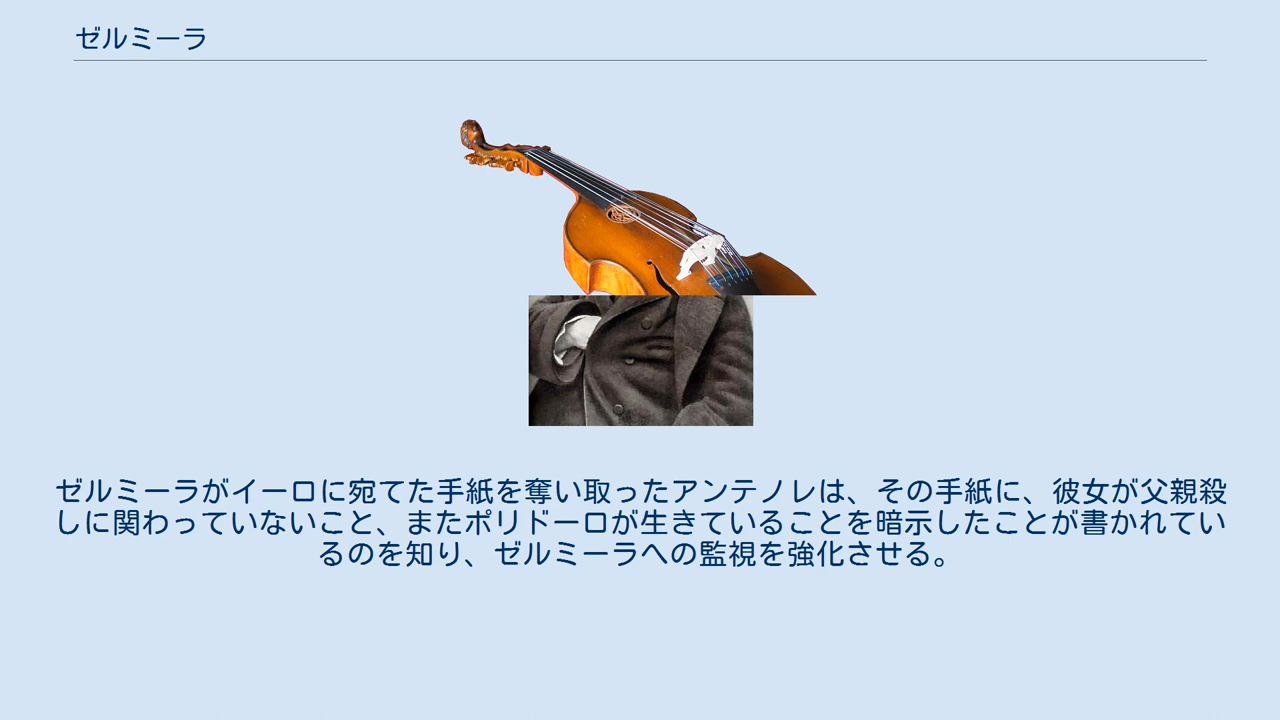 ゼルミーラ
ゼルミーラがイーロに宛てた手紙を奪い取ったアンテノレは、その手紙に、彼女が父親殺
しに関わっていないこと、またポリドーロが生きていることを暗示したことが書かれてい
るのを知り、ゼルミーラへの監視を強化させる。